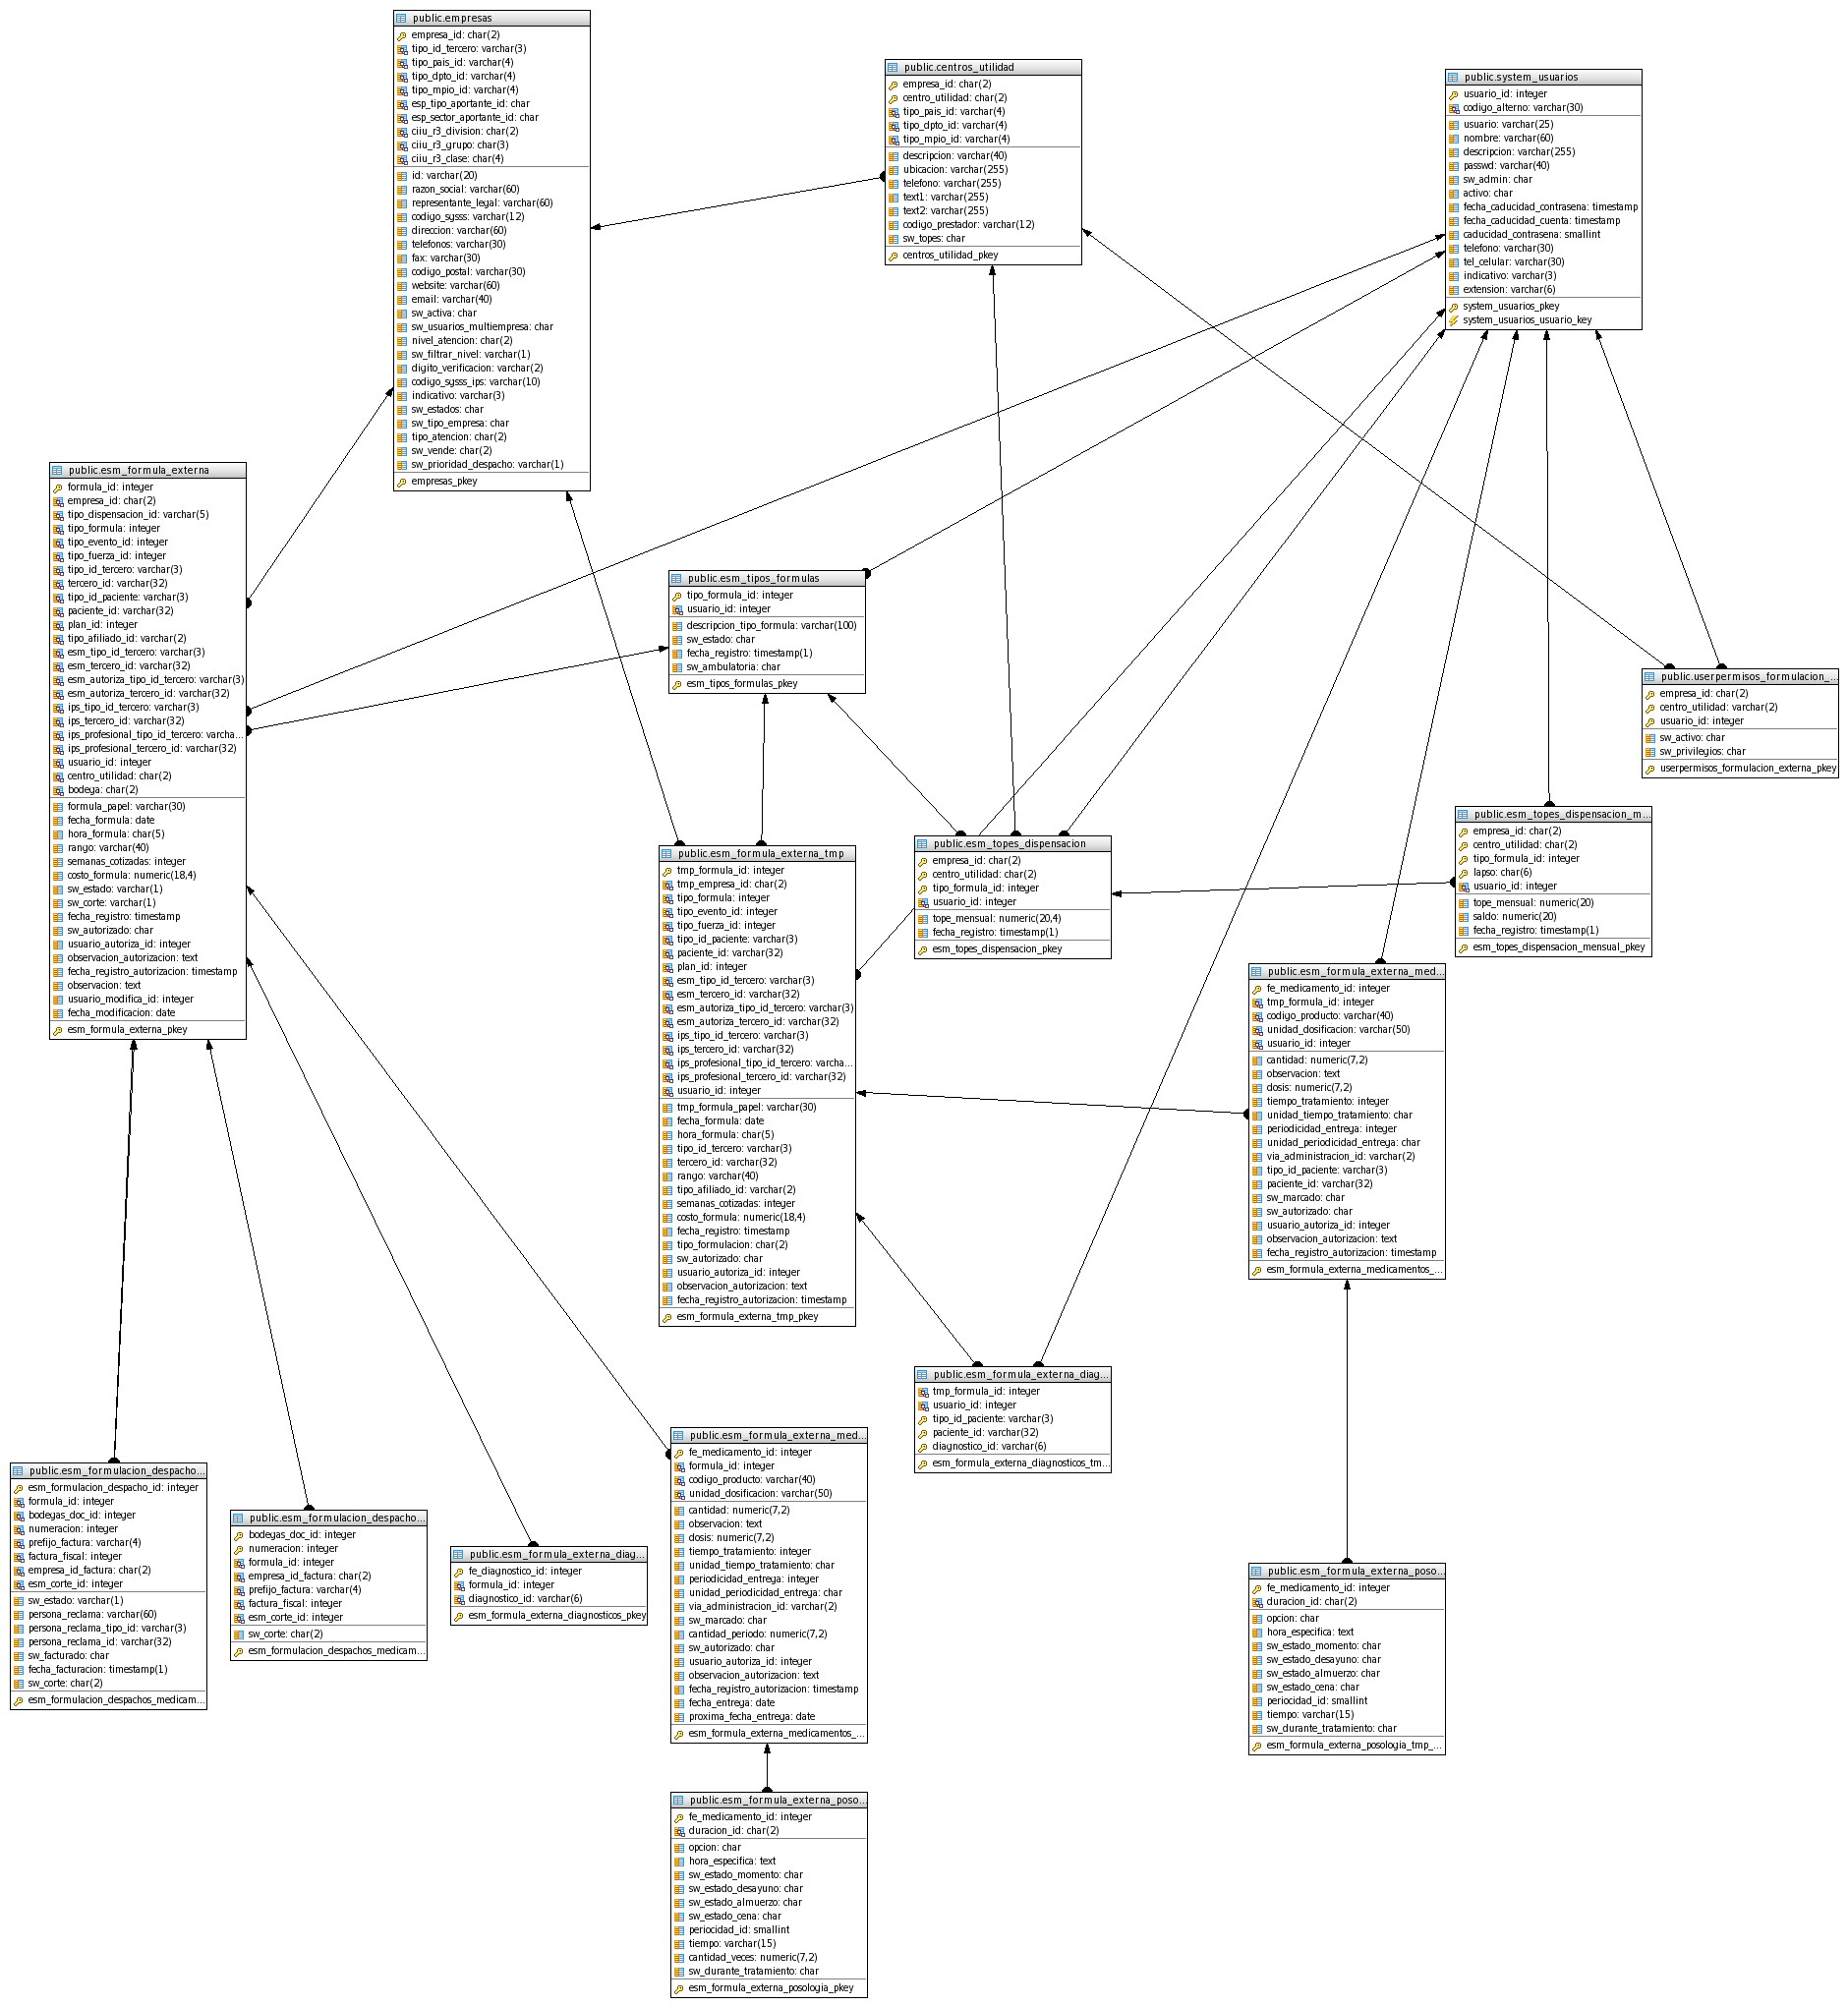 public.empresas
empresa_id: char(2)
tipo_id_tercero: varchar(3)
tipo_pais_id: varchar(4)
tipo_dpto_id: varchar(4)
tipo_mpio_id: varchar(4)
esp_tipo_aportante_id: char
esp_sector_aportante_id: char
ciiu_r3_division: char(2)
ciiu_r3_grupo: char(3)
ciiu_r3_clase: char(4)
id: varchar(20)
razon_social: varchar(60)
representante_legal: varchar(60)
codigo_sgsss: varchar(12)
direccion: varchar(60)
telefonos: varchar(30)
fax: varchar(30)
codigo_postal: varchar(30)
website: varchar(60)
email: varchar(40)
sw_activa: char
sw_usuarios_multiempresa: char
nivel_atencion: char(2)
sw_filtrar_nivel: varchar(1)
digito_verificacion: varchar(2)
codigo_sgsss_ips: varchar(10)
indicativo: varchar(3)
sw_estados: char
sw_tipo_empresa: char
tipo_atencion: char(2)
sw_vende: char(2)
sw_prioridad_despacho: varchar(1)
empresas_pkey
public.centros_utilidad
empresa_id: char(2)
centro_utilidad: char(2)
tipo_pais_id: varchar(4)
tipo_dpto_id: varchar(4)
tipo_mpio_id: varchar(4)
descripcion: varchar(40)
ubicacion: varchar(255)
telefono: varchar(255)
text1: varchar(255)
text2: varchar(255)
codigo_prestador: varchar(12)
sw_topes: char
centros_utilidad_pkey
public.system_usuarios
usuario_id: integer
codigo_alterno: varchar(30)
usuario: varchar(25)
nombre: varchar(60)
descripcion: varchar(255)
passwd: varchar(40)
sw_admin: char
activo: char
fecha_caducidad_contrasena: timestamp
fecha_caducidad_cuenta: timestamp
caducidad_contrasena: smallint
telefono: varchar(30)
tel_celular: varchar(30)
indicativo: varchar(3)
extension: varchar(6)
system_usuarios_pkey
system_usuarios_usuario_key
public.esm_formula_externa
formula_id: integer
empresa_id: char(2)
tipo_dispensacion_id: varchar(5)
tipo_formula: integer
tipo_evento_id: integer
tipo_fuerza_id: integer
tipo_id_tercero: varchar(3)
tercero_id: varchar(32)
tipo_id_paciente: varchar(3)
paciente_id: varchar(32)
plan_id: integer
tipo_afiliado_id: varchar(2)
esm_tipo_id_tercero: varchar(3)
esm_tercero_id: varchar(32)
esm_autoriza_tipo_id_tercero: varchar(3)
esm_autoriza_tercero_id: varchar(32)
ips_tipo_id_tercero: varchar(3)
ips_tercero_id: varchar(32)
ips_profesional_tipo_id_tercero: varcha...
ips_profesional_tercero_id: varchar(32)
usuario_id: integer
centro_utilidad: char(2)
bodega: char(2)
formula_papel: varchar(30)
fecha_formula: date
hora_formula: char(5)
rango: varchar(40)
semanas_cotizadas: integer
costo_formula: numeric(18,4)
sw_estado: varchar(1)
sw_corte: varchar(1)
fecha_registro: timestamp
sw_autorizado: char
usuario_autoriza_id: integer
observacion_autorizacion: text
fecha_registro_autorizacion: timestamp
observacion: text
usuario_modifica_id: integer
fecha_modificacion: date
esm_formula_externa_pkey
public.esm_tipos_formulas
tipo_formula_id: integer
usuario_id: integer
descripcion_tipo_formula: varchar(100)
sw_estado: char
fecha_registro: timestamp(1)
sw_ambulatoria: char
esm_tipos_formulas_pkey
public.userpermisos_formulacion_...
empresa_id: char(2)
centro_utilidad: varchar(2)
usuario_id: integer
sw_activo: char
sw_privilegios: char
userpermisos_formulacion_externa_pkey
public.esm_topes_dispensacion_m...
empresa_id: char(2)
centro_utilidad: char(2)
tipo_formula_id: integer
lapso: char(6)
usuario_id: integer
tope_mensual: numeric(20)
saldo: numeric(20)
fecha_registro: timestamp(1)
esm_topes_dispensacion_mensual_pkey
public.esm_topes_dispensacion
empresa_id: char(2)
centro_utilidad: char(2)
tipo_formula_id: integer
usuario_id: integer
tope_mensual: numeric(20,4)
fecha_registro: timestamp(1)
esm_topes_dispensacion_pkey
public.esm_formula_externa_tmp
tmp_formula_id: integer
tmp_empresa_id: char(2)
tipo_formula: integer
tipo_evento_id: integer
tipo_fuerza_id: integer
tipo_id_paciente: varchar(3)
paciente_id: varchar(32)
plan_id: integer
esm_tipo_id_tercero: varchar(3)
esm_tercero_id: varchar(32)
esm_autoriza_tipo_id_tercero: varchar(3)
esm_autoriza_tercero_id: varchar(32)
ips_tipo_id_tercero: varchar(3)
ips_tercero_id: varchar(32)
ips_profesional_tipo_id_tercero: varcha...
ips_profesional_tercero_id: varchar(32)
usuario_id: integer
tmp_formula_papel: varchar(30)
fecha_formula: date
hora_formula: char(5)
tipo_id_tercero: varchar(3)
tercero_id: varchar(32)
rango: varchar(40)
tipo_afiliado_id: varchar(2)
semanas_cotizadas: integer
costo_formula: numeric(18,4)
fecha_registro: timestamp
tipo_formulacion: char(2)
sw_autorizado: char
usuario_autoriza_id: integer
observacion_autorizacion: text
fecha_registro_autorizacion: timestamp
esm_formula_externa_tmp_pkey
public.esm_formula_externa_med...
fe_medicamento_id: integer
tmp_formula_id: integer
codigo_producto: varchar(40)
unidad_dosificacion: varchar(50)
usuario_id: integer
cantidad: numeric(7,2)
observacion: text
dosis: numeric(7,2)
tiempo_tratamiento: integer
unidad_tiempo_tratamiento: char
periodicidad_entrega: integer
unidad_periodicidad_entrega: char
via_administracion_id: varchar(2)
tipo_id_paciente: varchar(3)
paciente_id: varchar(32)
sw_marcado: char
sw_autorizado: char
usuario_autoriza_id: integer
observacion_autorizacion: text
fecha_registro_autorizacion: timestamp
esm_formula_externa_medicamentos_...
public.esm_formula_externa_diag...
tmp_formula_id: integer
usuario_id: integer
tipo_id_paciente: varchar(3)
paciente_id: varchar(32)
diagnostico_id: varchar(6)
esm_formula_externa_diagnosticos_tm...
public.esm_formulacion_despacho...
esm_formulacion_despacho_id: integer
formula_id: integer
bodegas_doc_id: integer
numeracion: integer
prefijo_factura: varchar(4)
factura_fiscal: integer
empresa_id_factura: char(2)
esm_corte_id: integer
sw_estado: varchar(1)
persona_reclama: varchar(60)
persona_reclama_tipo_id: varchar(3)
persona_reclama_id: varchar(32)
sw_facturado: char
fecha_facturacion: timestamp(1)
sw_corte: char(2)
esm_formulacion_despachos_medicam...
public.esm_formulacion_despacho...
bodegas_doc_id: integer
numeracion: integer
formula_id: integer
empresa_id_factura: char(2)
prefijo_factura: varchar(4)
factura_fiscal: integer
esm_corte_id: integer
sw_corte: char(2)
esm_formulacion_despachos_medicam...
public.esm_formula_externa_diag...
fe_diagnostico_id: integer
formula_id: integer
diagnostico_id: varchar(6)
esm_formula_externa_diagnosticos_pkey
public.esm_formula_externa_med...
fe_medicamento_id: integer
formula_id: integer
codigo_producto: varchar(40)
unidad_dosificacion: varchar(50)
cantidad: numeric(7,2)
observacion: text
dosis: numeric(7,2)
tiempo_tratamiento: integer
unidad_tiempo_tratamiento: char
periodicidad_entrega: integer
unidad_periodicidad_entrega: char
via_administracion_id: varchar(2)
sw_marcado: char
cantidad_periodo: numeric(7,2)
sw_autorizado: char
usuario_autoriza_id: integer
observacion_autorizacion: text
fecha_registro_autorizacion: timestamp
fecha_entrega: date
proxima_fecha_entrega: date
esm_formula_externa_medicamentos_...
public.esm_formula_externa_poso...
fe_medicamento_id: integer
duracion_id: char(2)
opcion: char
hora_especifica: text
sw_estado_momento: char
sw_estado_desayuno: char
sw_estado_almuerzo: char
sw_estado_cena: char
periocidad_id: smallint
tiempo: varchar(15)
sw_durante_tratamiento: char
esm_formula_externa_posologia_tmp_...
public.esm_formula_externa_poso...
fe_medicamento_id: integer
duracion_id: char(2)
opcion: char
hora_especifica: text
sw_estado_momento: char
sw_estado_desayuno: char
sw_estado_almuerzo: char
sw_estado_cena: char
periocidad_id: smallint
tiempo: varchar(15)
cantidad_veces: numeric(7,2)
sw_durante_tratamiento: char
esm_formula_externa_posologia_pkey